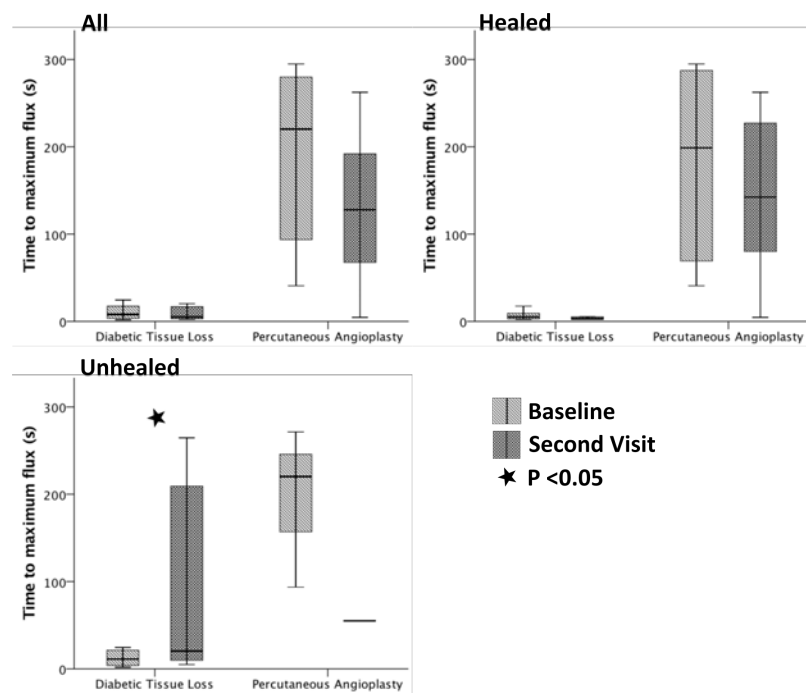 All
Time to maximum flux (s)
300
200
100
0
Diabetic Tissue Loss
Percutaneous Angioplasty
Healed
Time to maximum flux (s)
300
200
100
0
Diabetic Tissue Loss
Percutaneous Angioplasty
Unhealed
Time to maximum flux (s)
300
200
100
0
Diabetic Tissue Loss
Percutaneous Angioplasty
Baseline
Second Visit
P <0.05